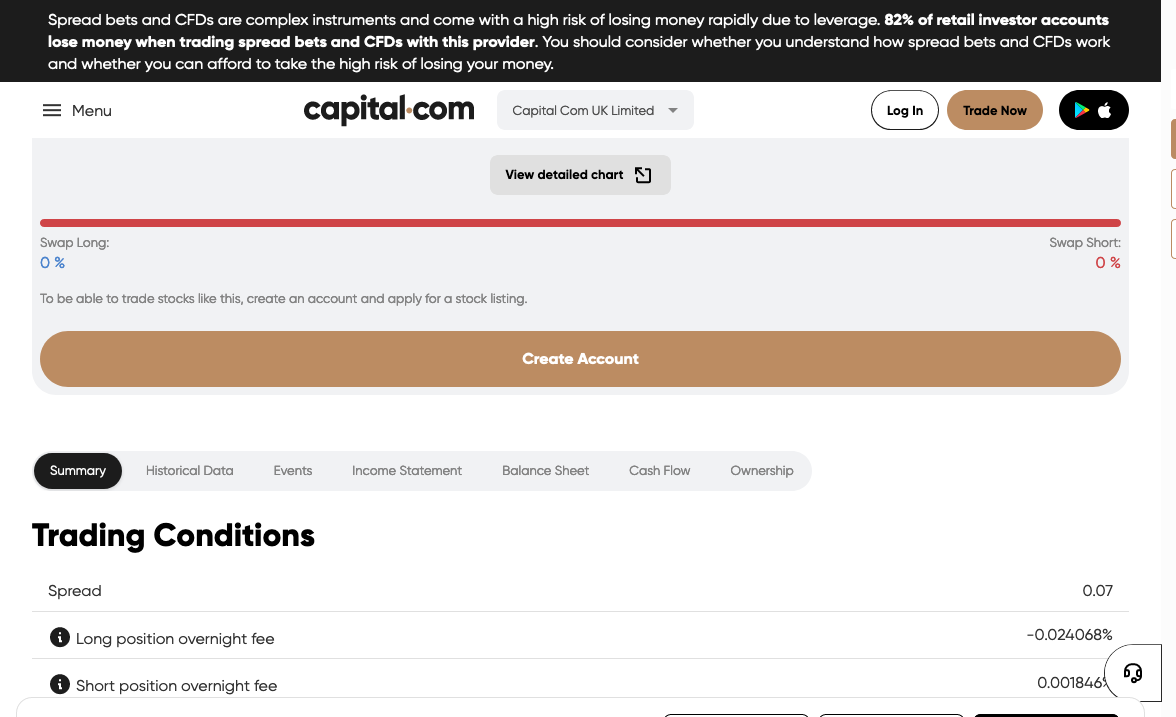 Spread bets and CFDs are complex instruments and come with a high risk of losing money rapidly due to leverage. 82% of retail investor accounts
lose money when trading spread bets and CFDs with this provider. You should consider whether you understand how spread bets and CFDs work
and whether you can afford to take the high risk of losing your money.
Menu
capital.com
Capital Com UK Limited
Log In
Trade Now
View detailed chart
Swap Long:
Swap Short:
0 %
0 %
To be able to trade stocks like this, create an account and apply for a stock listing.
Create Account
Summary
Historical Data
Events
Income Statement
Balance Sheet
Cash Flow
Ownership
Trading Conditions
Spread
0.07
Long position overnight fee
-0.024068%
Short position overnight fee
0.001846%